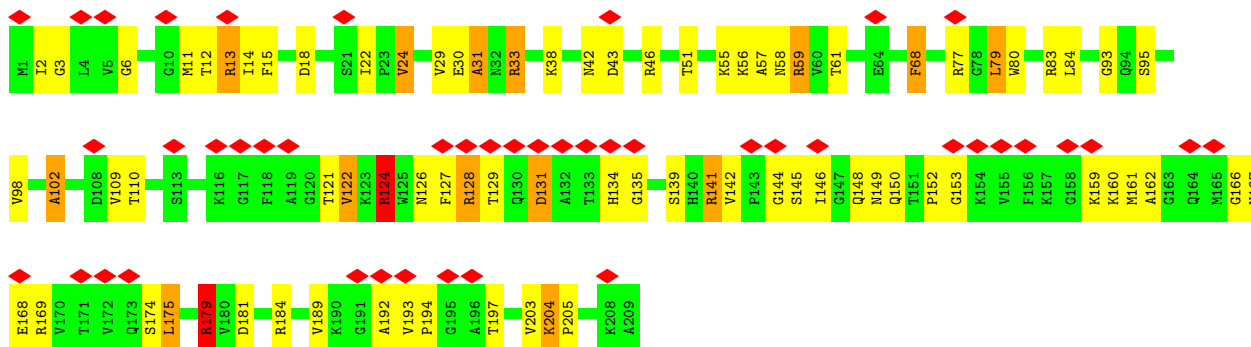 M1 I2 G3 L4 V5 G6 G10 M11 T12 R13 I14 F15 D18 S21 I22 P23 V24 V29 E30 A31 N32 R33 K38 N42 D43 R46 T51 K55 K56 A57 N58 R59 V60 T61 E64 F68 R77 G78 L79 W80 R83 L84 G93 Q94 S95
V98 A102 D108 V109 T110 S113 K116 G117 F118 A119 G120 T121 V122 K123 R124 W125 N126 F127 R128 T129 Q130 D131 A132 T133 H134 G135 S139 H140 R141 V142 P143 G144 S145 I146 G147 Q148 N149 Q150 T151 P152 G153 K154 V155 F156 K157 G158 K159 K160 M161 A162 G163 Q164 M165 G166
E168 R169 V170 T171 V172 Q173 S174 L175 R179 V180 D181 R184 V189 K190 G191 A192 V193 P194 G195 A196 T197 V203 K204 P205 K208 A209